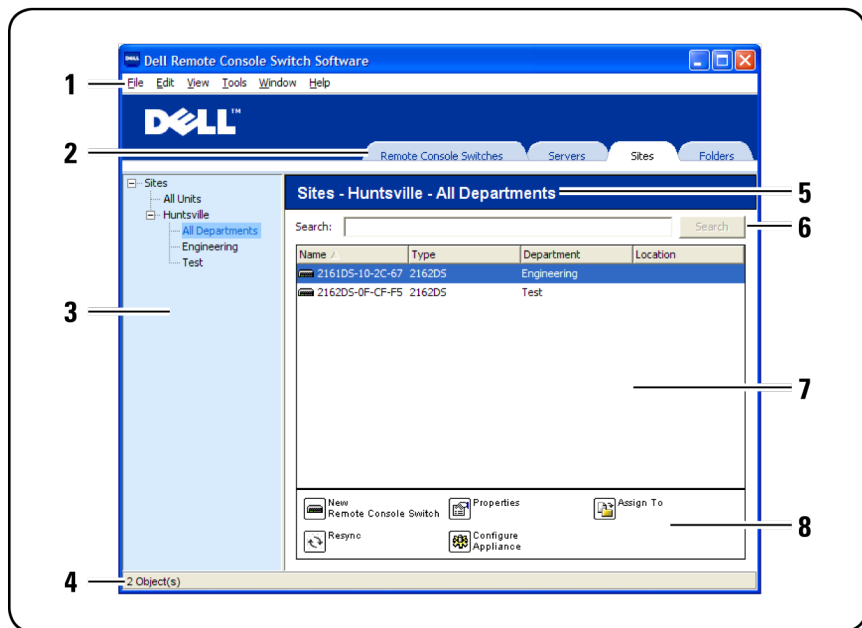 Dell Remote Console Switch Software
1
File Edit View Tools Window Help
DELL™
2
Remote Console Switches Servers Sites Folders
Sites
All Units
Huntsville
All Departments
Engineering
Test
3
Sites - Huntsville - All Departments
5
Search: Search
6
Name Type Department Location
2161DS-10-2C-67 2162DS Engineering
2162DS-0F-CF-F5 2162DS Test
7
New
Remote Console Switch
Properties
Assign To
Resync
Configure
Appliance
8
4
2 Object(s)